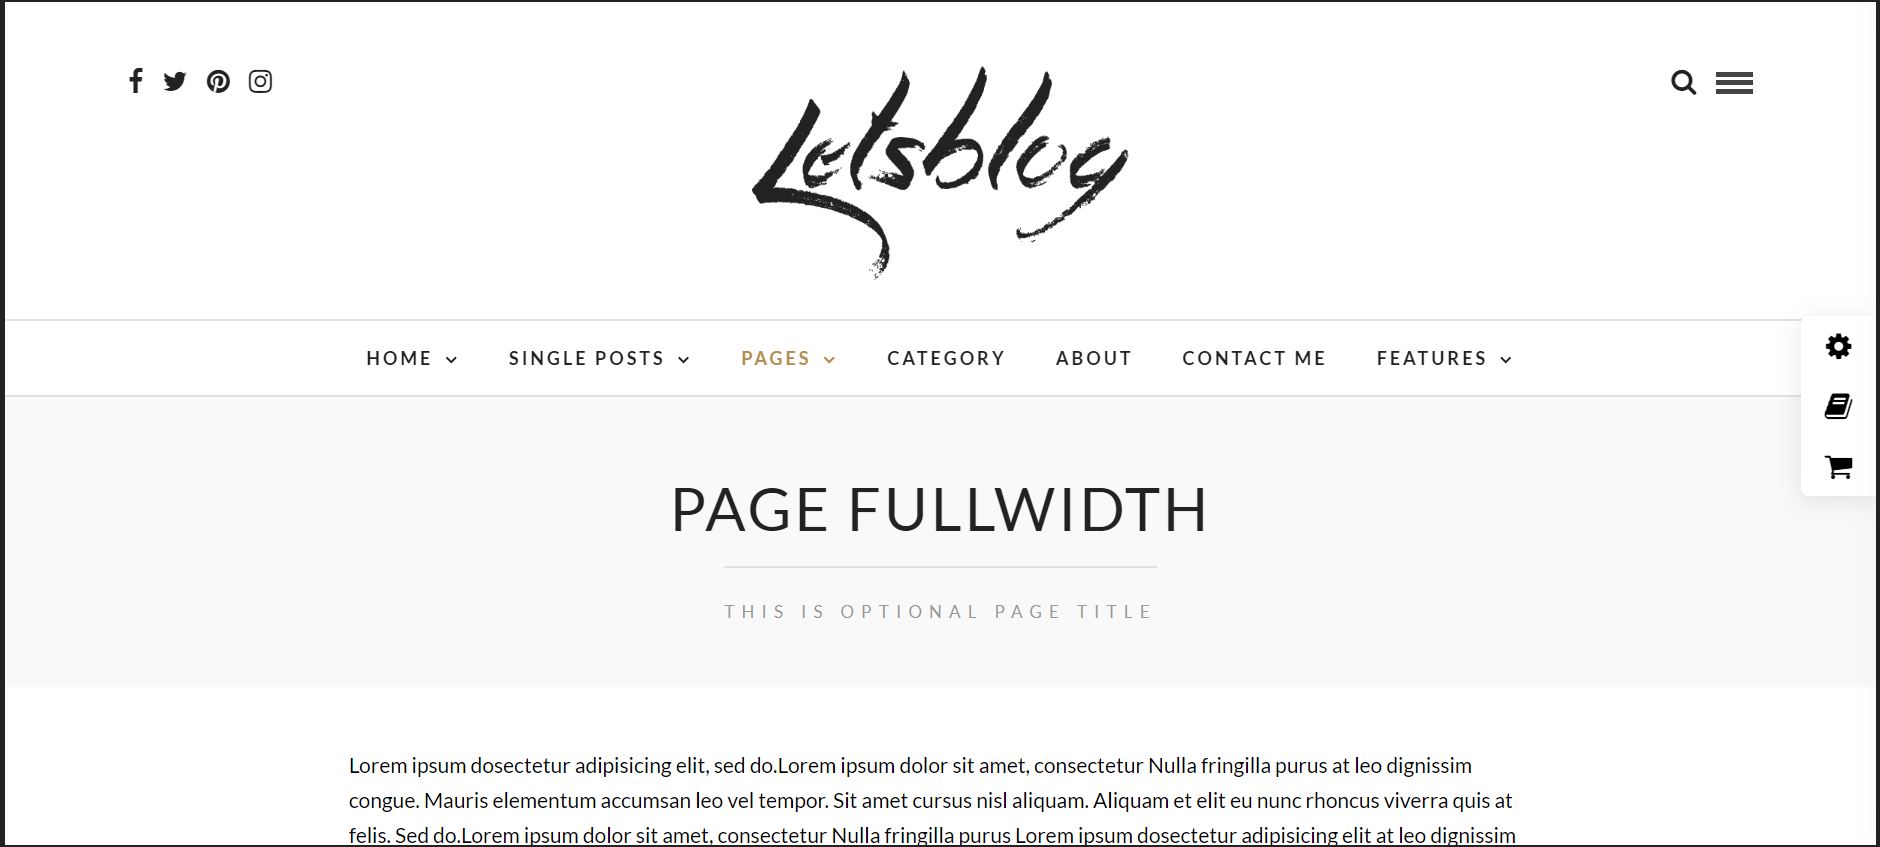 Letsblog
HOME SINGLE POSTS PAGES CATEGORY ABOUT CONTACT ME FEATURES
PAGE FULLWIDTH
THIS IS OPTIONAL PAGE TITLE
Lorem ipsum dosectetur adipisicing elit, sed do.Lorem ipsum dolor sit amet, consectetur Nulla fringilla purus at leo dignissim
congue. Mauris elementum accumsan leo vel tempor. Sit amet cursus nisl aliquam. Aliquam et elit eu nunc rhoncus viverra quis at
felis. Sed do.Lorem ipsum dolor sit amet, consectetur Nulla fringilla purus Lorem ipsum dosectetur adipisicing elit at leo dignissim